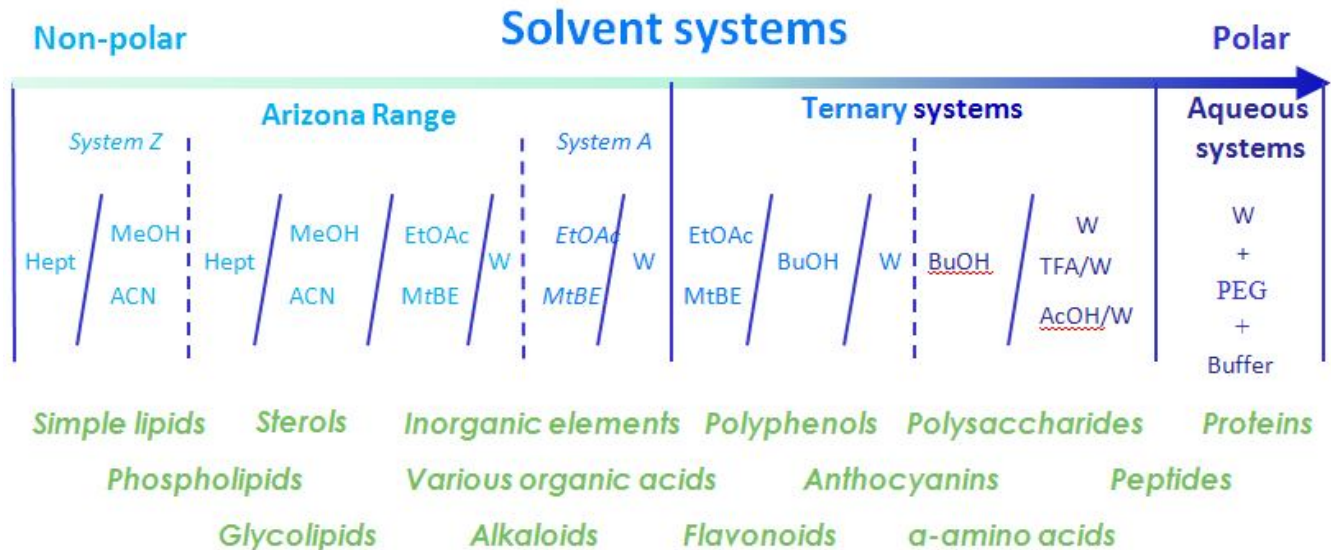 Solvent systems
Non-polar
Polar
Arizona Range
Ternary systems
Aqueous
systems
System Z
System A
Hept
MeOH
ACN
Hept
MeOH
ACN
EtOAc
MtBE
W
EtOAc
MtBE
W
EtOAc
MtBE
BuOH
W
BuOH
W
TFA/W
AcOH/W
W
+
PEG
+
Buffer
Simple lipids Sterols Inorganic elements Polyphenols Polysaccharides Proteins
Phospholipids Various organic acids Anthocyanins Peptides
Glycolipids Alkaloids Flavonoids a-amino acids